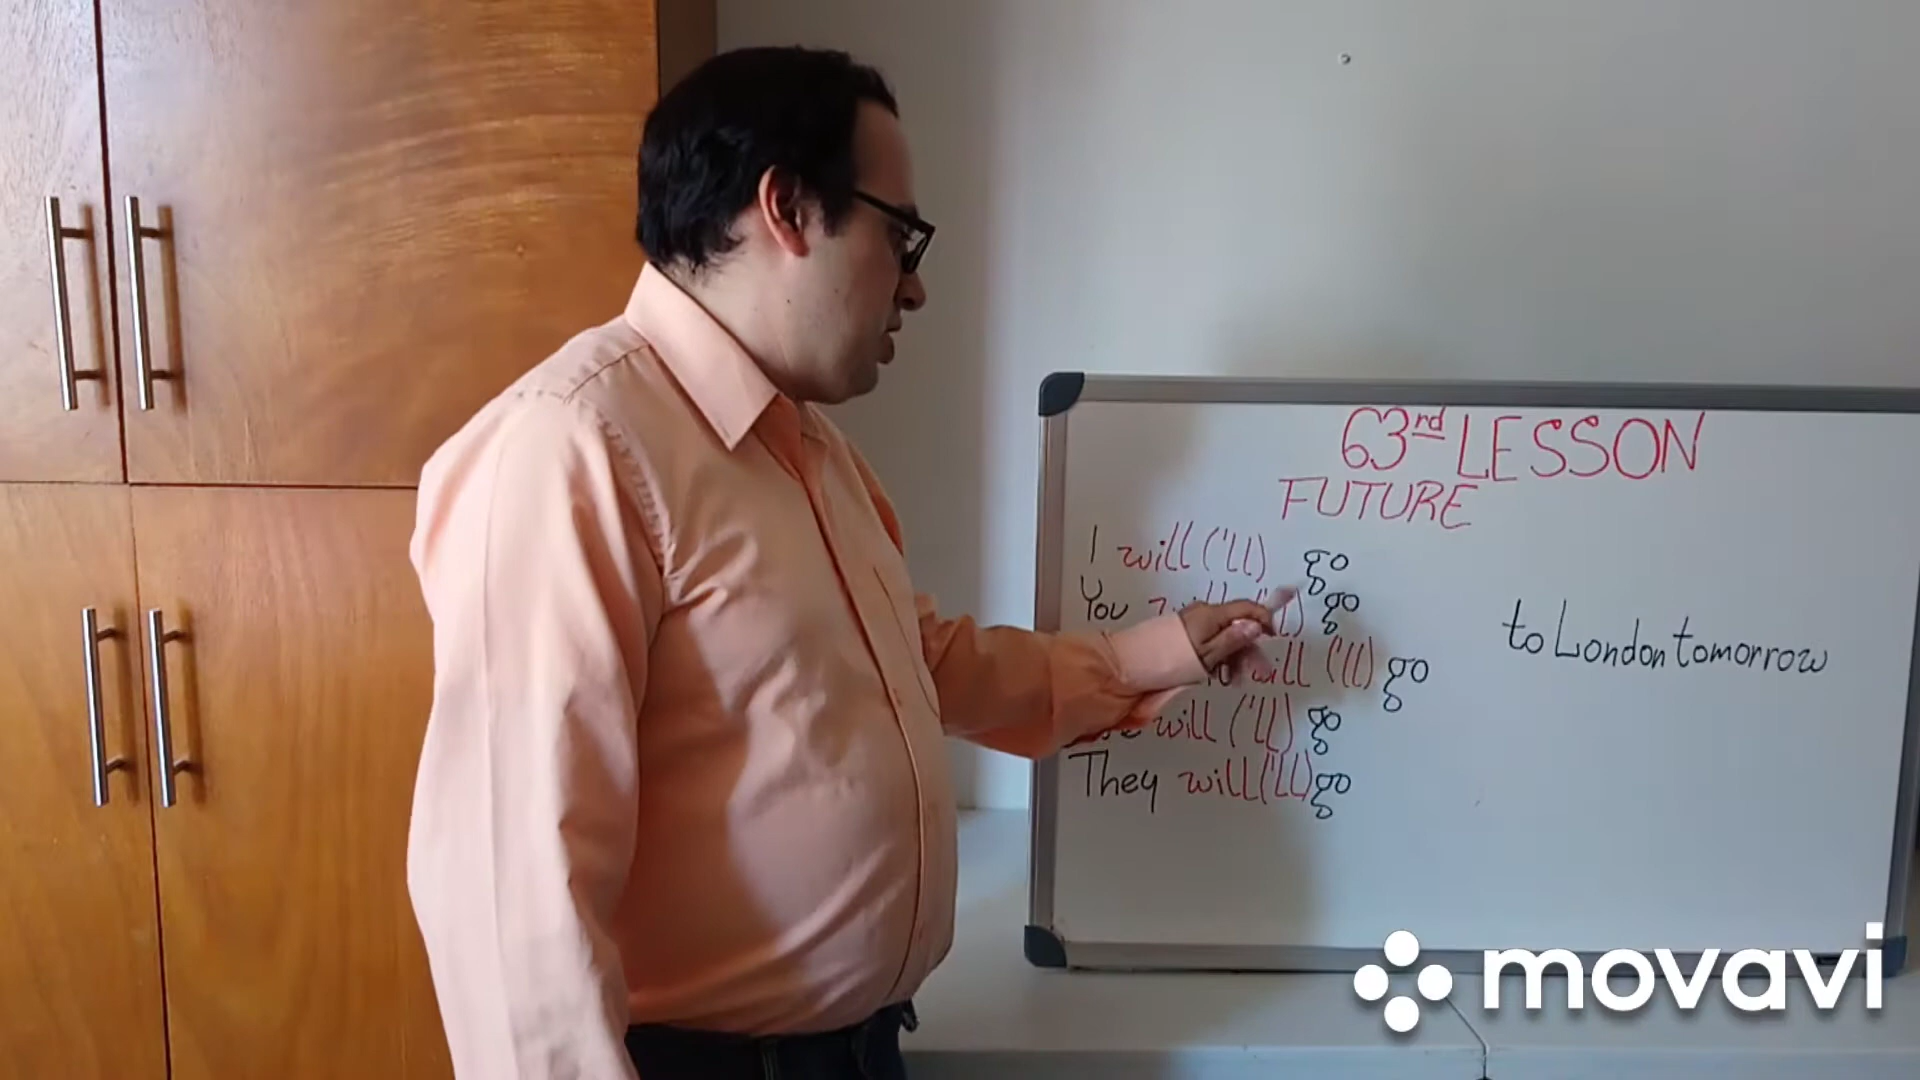 63rd LESSON
FUTURE
I will ('ll) go
You go
will ('ll) go
will ('ll) go
They will ('ll) go
to London tomorrow
movavi